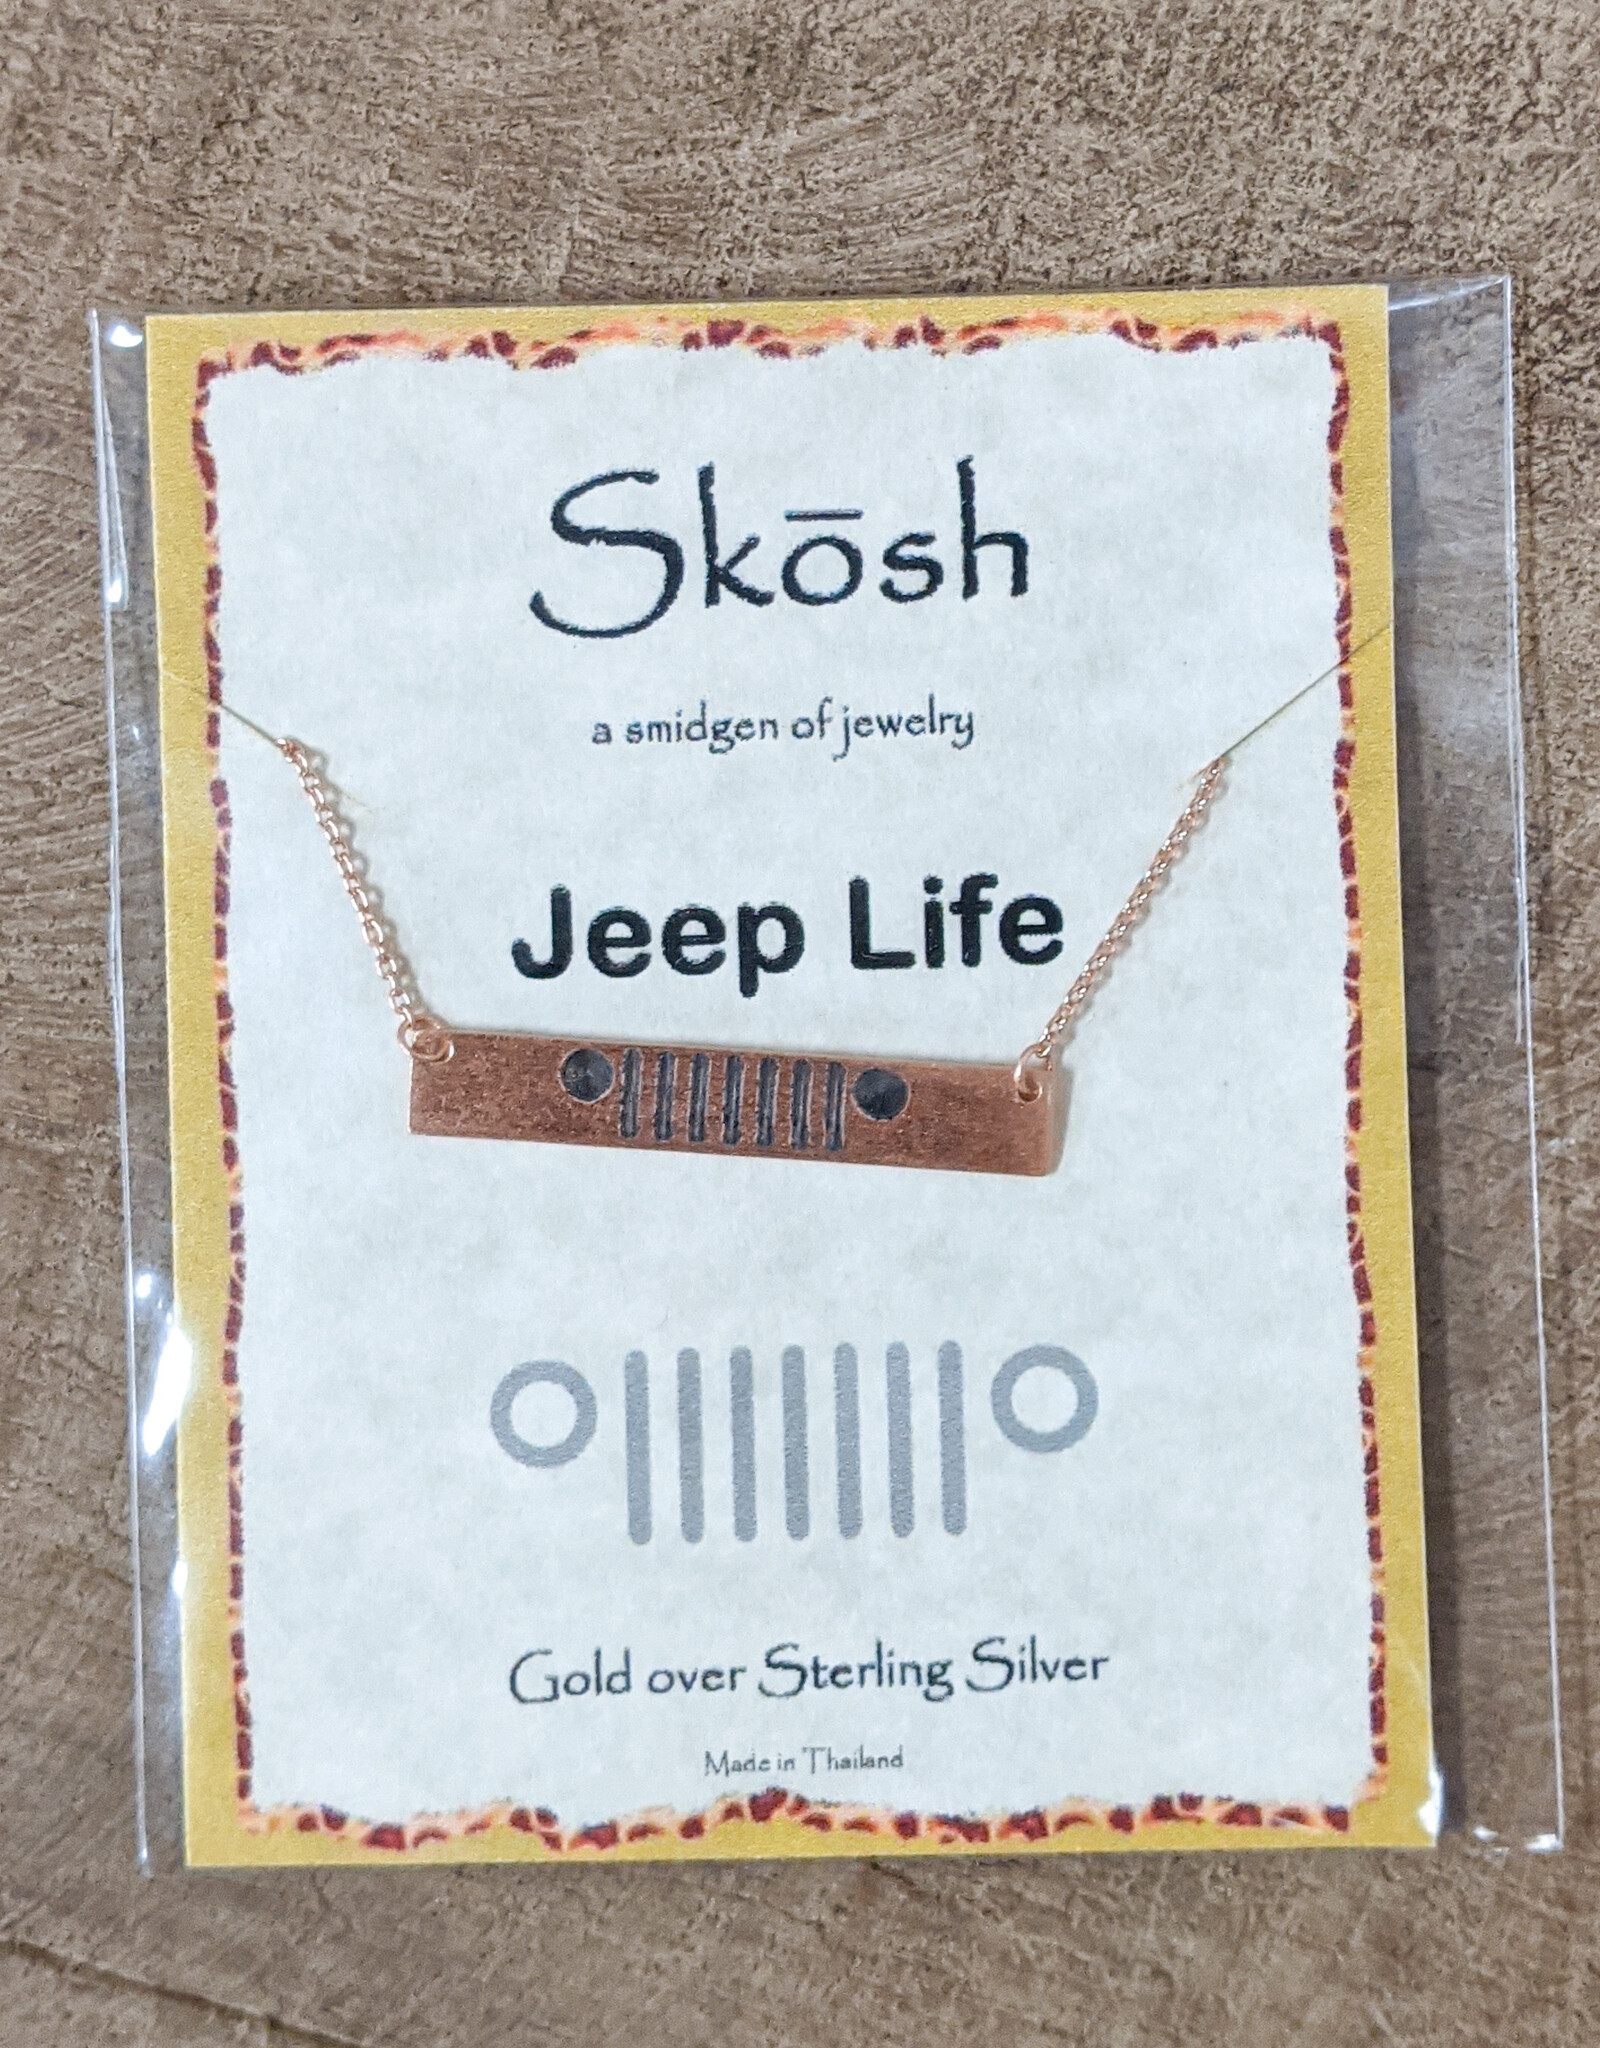 Skōsh
a smidgen of jewelry
Jeep Life
Gold over Sterling Silver
Made in Thailand